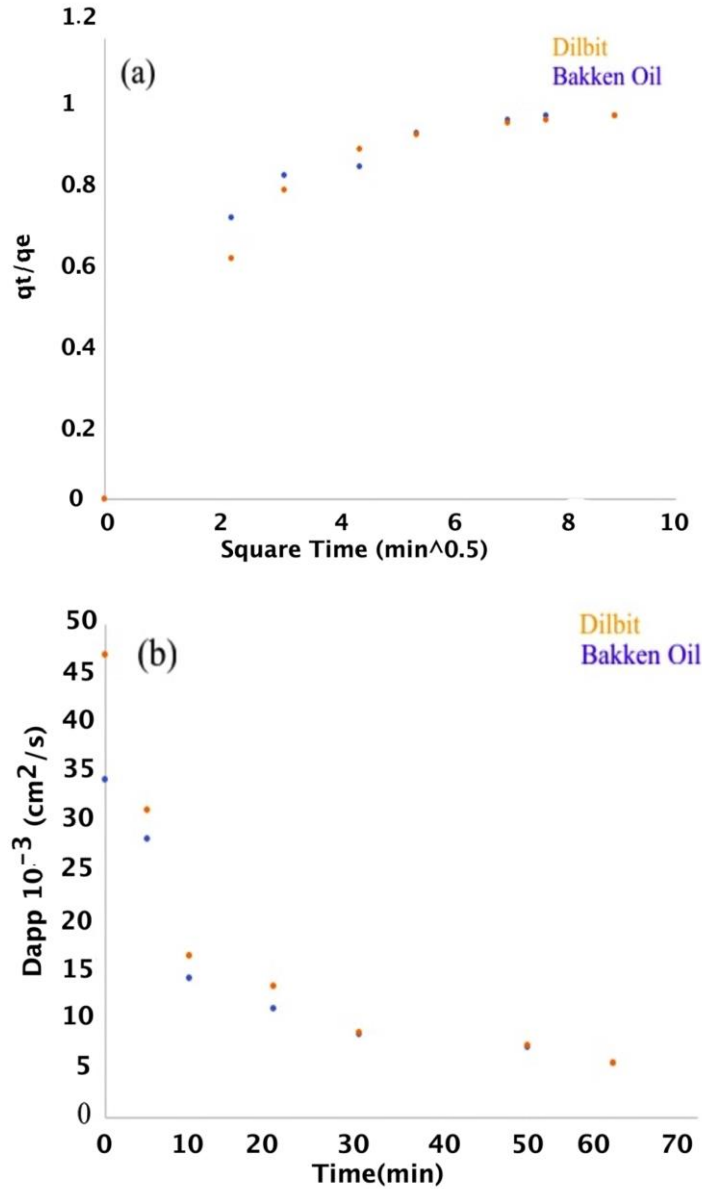 1.2
(a)
Dilbit
Bakken Oil
1
0.8
0.6
0.4
0.2
0
qt/qe
0 2 4 6 8 10
Square Time (min^0.5)
50
(b)
Dilbit
Bakken Oil
45
40
35
30
25
20
15
10
5
0
Dapp 10⁻³ (cm²/s)
0 10 20 30 40 50 60 70
Time(min)